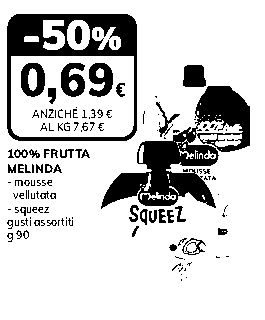 -50%
0,69€
ANZICHÉ 1,39 €
AL KG 7,67 €
100% FRUTTA
MELINDA
- mousse
vellutata
- squeez
gusti assortiti
g 90
Melinda
MOUSSE
Melinda
SQUEEZ